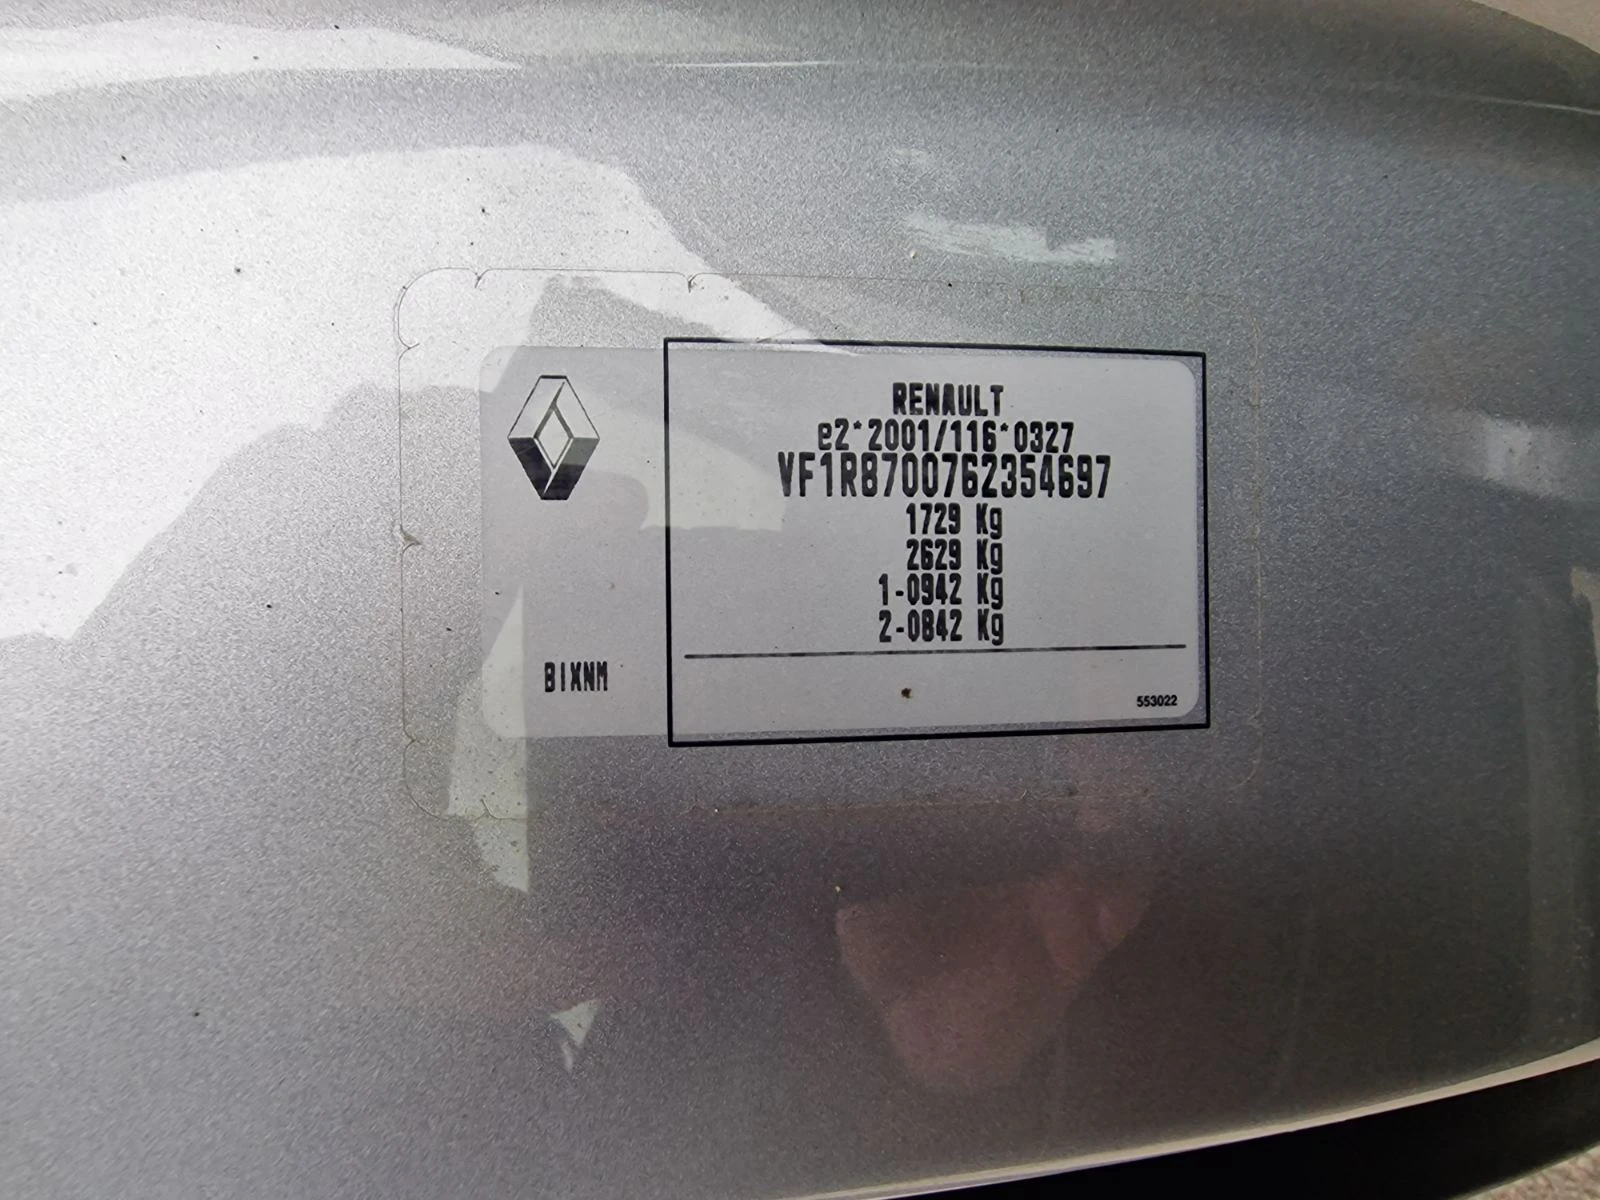 RENAULT
e2*2001/116*0327
VF1R8700762354697
1729 Kg
2629 Kg
1-0942 Kg
2-0842 Kg
BIXNM
553022